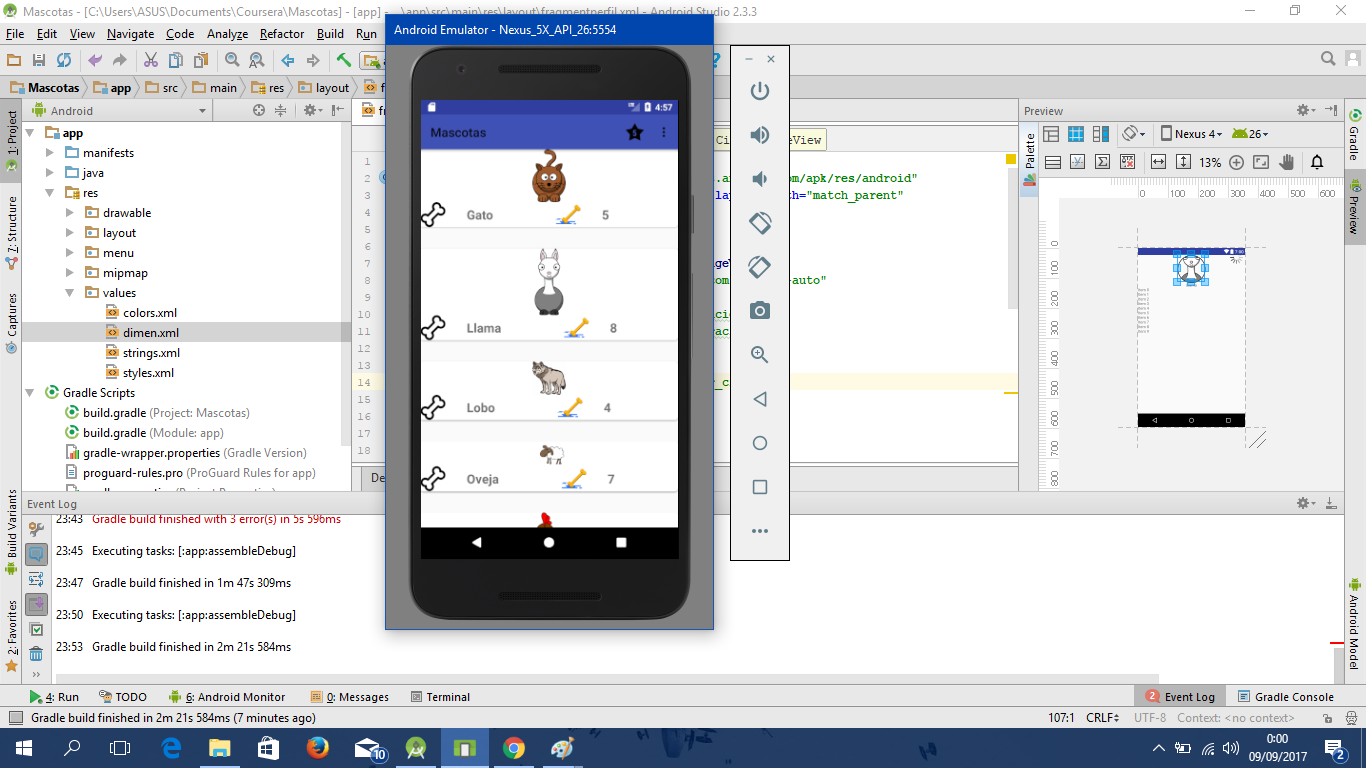 Mascotas - [C:\Users\ASUS\Documents\Coursera\Mascotas] - [app] - ...\app\src\main\res\layout\fragmentperfil.xml - Android Studio 2.3.3
File Edit View Navigate Code Analyze Refactor Build Run
Mascotas app src main res layout
Android
1: Project
7: Structure
Captures
Build Variants
2: Favorites
app
manifests
java
res
drawable
layout
menu
mipmap
values
colors.xml
dimen.xml
strings.xml
styles.xml
Gradle Scripts
build.gradle (Project: Mascotas)
build.gradle (Module: app)
gradle-wrapper.properties (Gradle Version)
proguard-rules.pro (ProGuard Rules for app)
1
2
3
4
5
6
7
8
9
10
11
12
13
14
15
16
17
18
om/apk/res/android"
="match_parent"
-auto"
Android Emulator - Nexus_5X_API_26:5554
4:57
Mascotas
Gato 5
Llama 8
Lobo 4
Oveja 7
Preview
Palette
Nexus 4 26
13%
0 100 200 300 400 500 600
0
100
200
300
400
500
600
700
800
Gradle
Preview
Android Model
Event Log
23:43 Gradle build finished with 3 error(s) in 5s 596ms
23:45 Executing tasks: [:app:assembleDebug]
23:47 Gradle build finished in 1m 47s 309ms
23:50 Executing tasks: [:app:assembleDebug]
23:53 Gradle build finished in 2m 21s 584ms
4: Run TODO 6: Android Monitor 0: Messages Terminal 2 Event Log Gradle Console
Gradle build finished in 2m 21s 584ms (7 minutes ago) 107:1 CRLF UTF-8 Context: <no context>
10
0:00
09/09/2017
2